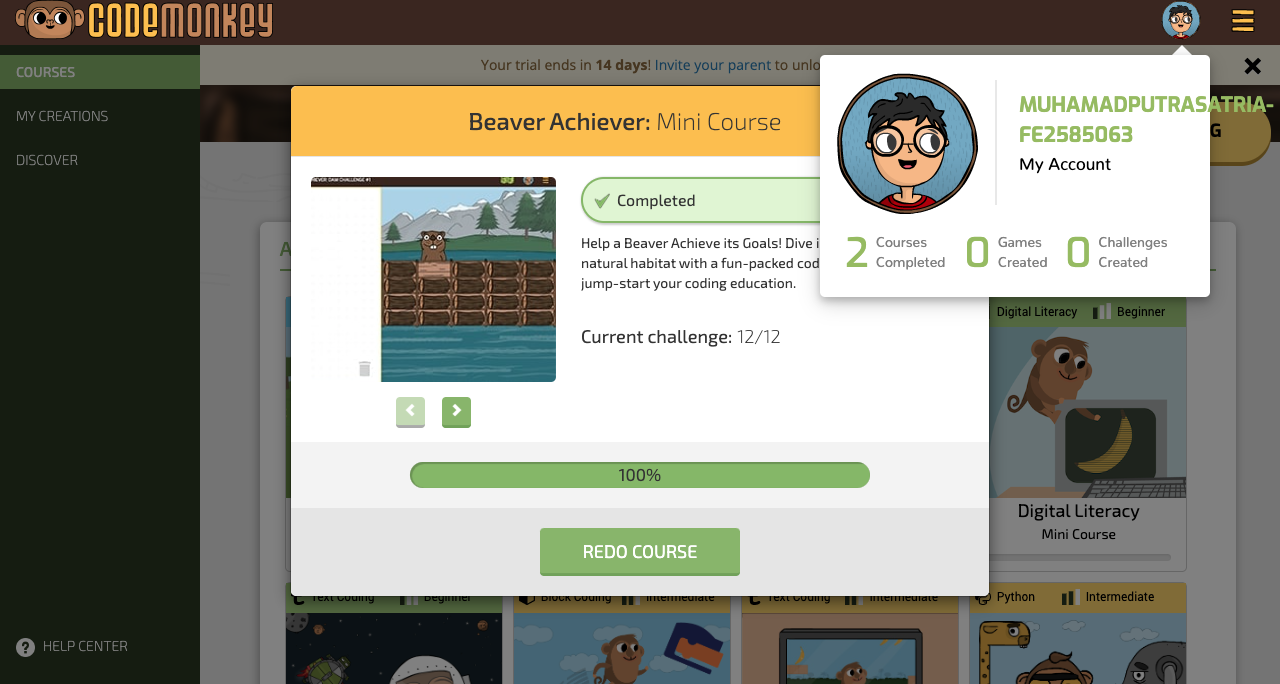 CODEMONKEY
COURSES
MY CREATIONS
DISCOVER
HELP CENTER
Your trial ends in 14 days! Invite your parent to unlo
Beaver Achiever: Mini Course
Completed
Help a Beaver Achieve its Goals! Dive i
natural habitat with a fun-packed cod
jump-start your coding education.
Current challenge: 12/12
100%
REDO COURSE
MUHAMADPUTRASATRIA-
FE2585063
My Account
2 Courses Completed
0 Games Created
0 Challenges Created
G
A
Digital Literacy Beginner
Digital Literacy
Mini Course
Text Coding Beginner
Block Coding Intermediate
Text Coding Intermediate
Python Intermediate